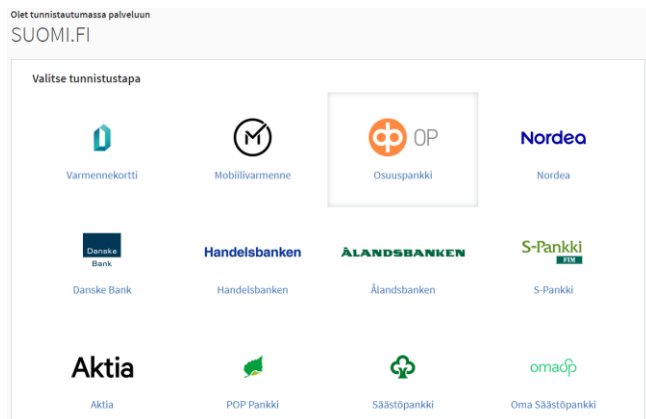 Olet tunnistautumassa palveluun
SUOMI.FI
Valitse tunnistustapa
OP
Nordea
Varmennekortti
Mobiilivarmenne
Osuuspankki
Nordea
Danske
Bank
Handelsbanken
ÅLANDSBANKEN
S-Pankki
FIM
Danske Bank
Handelsbanken
Ålandsbanken
S-Pankki
Aktia
omasp
Aktia
POP Pankki
Säästöpankki
Oma Säästöpankki